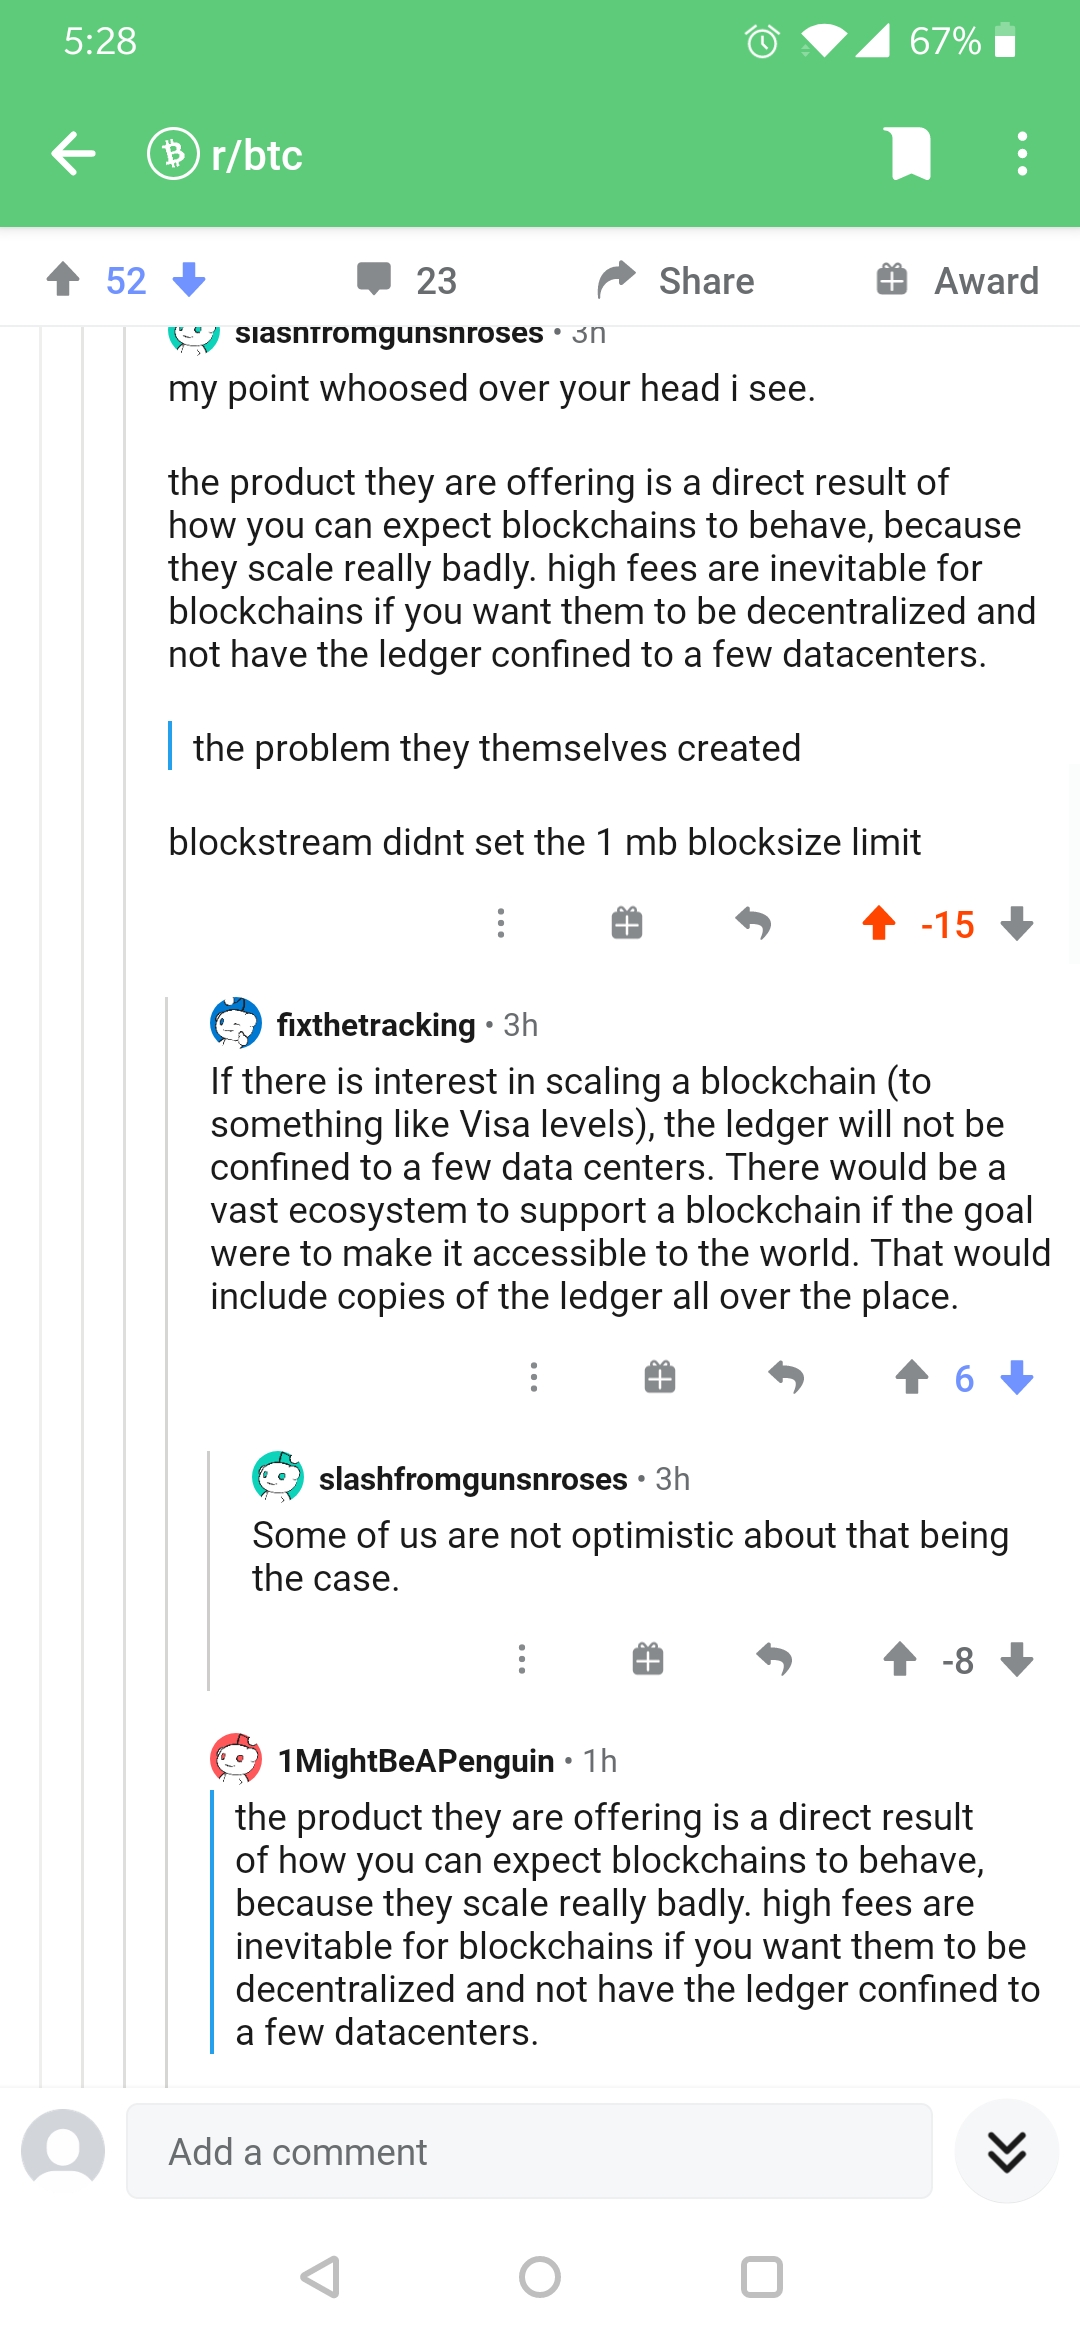 5:28
67%
r/btc
52
23
Share
Award
slashfromgunsnroses • 3h
my point whoosed over your head i see.
the product they are offering is a direct result of
how you can expect blockchains to behave, because
they scale really badly. high fees are inevitable for
blockchains if you want them to be decentralized and
not have the ledger confined to a few datacenters.
the problem they themselves created
blockstream didnt set the 1 mb blocksize limit
-15
fixthetracking • 3h
If there is interest in scaling a blockchain (to
something like Visa levels), the ledger will not be
confined to a few data centers. There would be a
vast ecosystem to support a blockchain if the goal
were to make it accessible to the world. That would
include copies of the ledger all over the place.
6
slashfromgunsnroses • 3h
Some of us are not optimistic about that being
the case.
-8
1MightBeAPenguin • 1h
the product they are offering is a direct result
of how you can expect blockchains to behave,
because they scale really badly. high fees are
inevitable for blockchains if you want them to be
decentralized and not have the ledger confined to
a few datacenters.
Add a comment